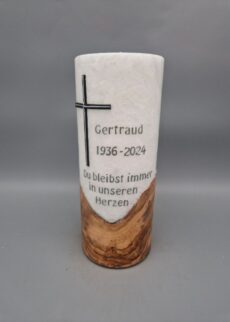 Gertraud
1936-2024
Du bleibst immer
in unseren
Herzen